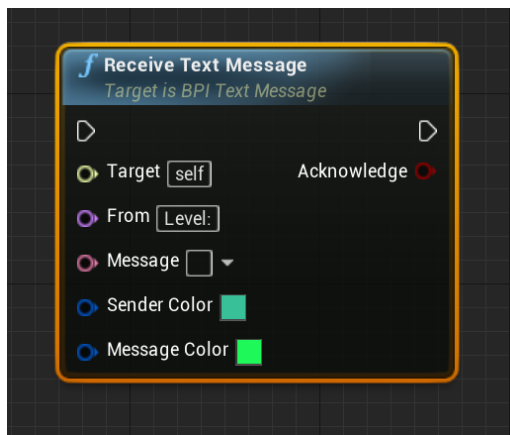 f Receive Text Message
Target is BPI Text Message
Target self
Acknowledge
From Level:
Message
Sender Color
Message Color